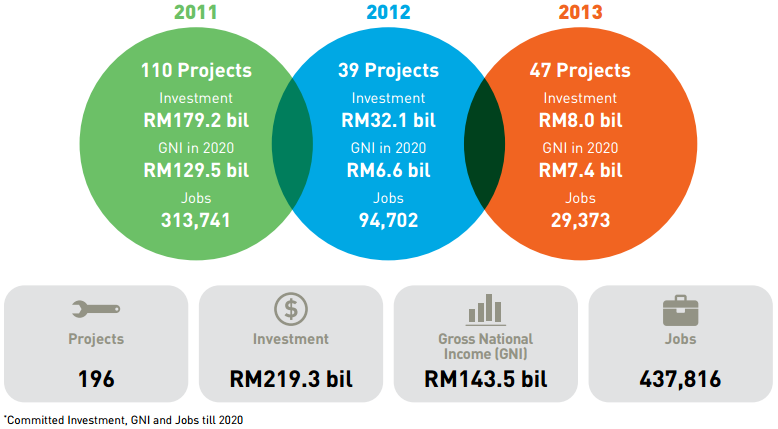 2011
110 Projects
Investment
RM179.2 bil
GNI in 2020
RM129.5 bil
Jobs
313,741
2012
39 Projects
Investment
RM32.1 bil
GNI in 2020
RM6.6 bil
Jobs
94,702
2013
47 Projects
Investment
RM8.0 bil
GNI in 2020
RM7.4 bil
Jobs
29,373
Projects
196
$
Investment
RM219.3 bil
Gross National
Income (GNI)
RM143.5 bil
Jobs
437,816
*Committed Investment, GNI and Jobs till 2020